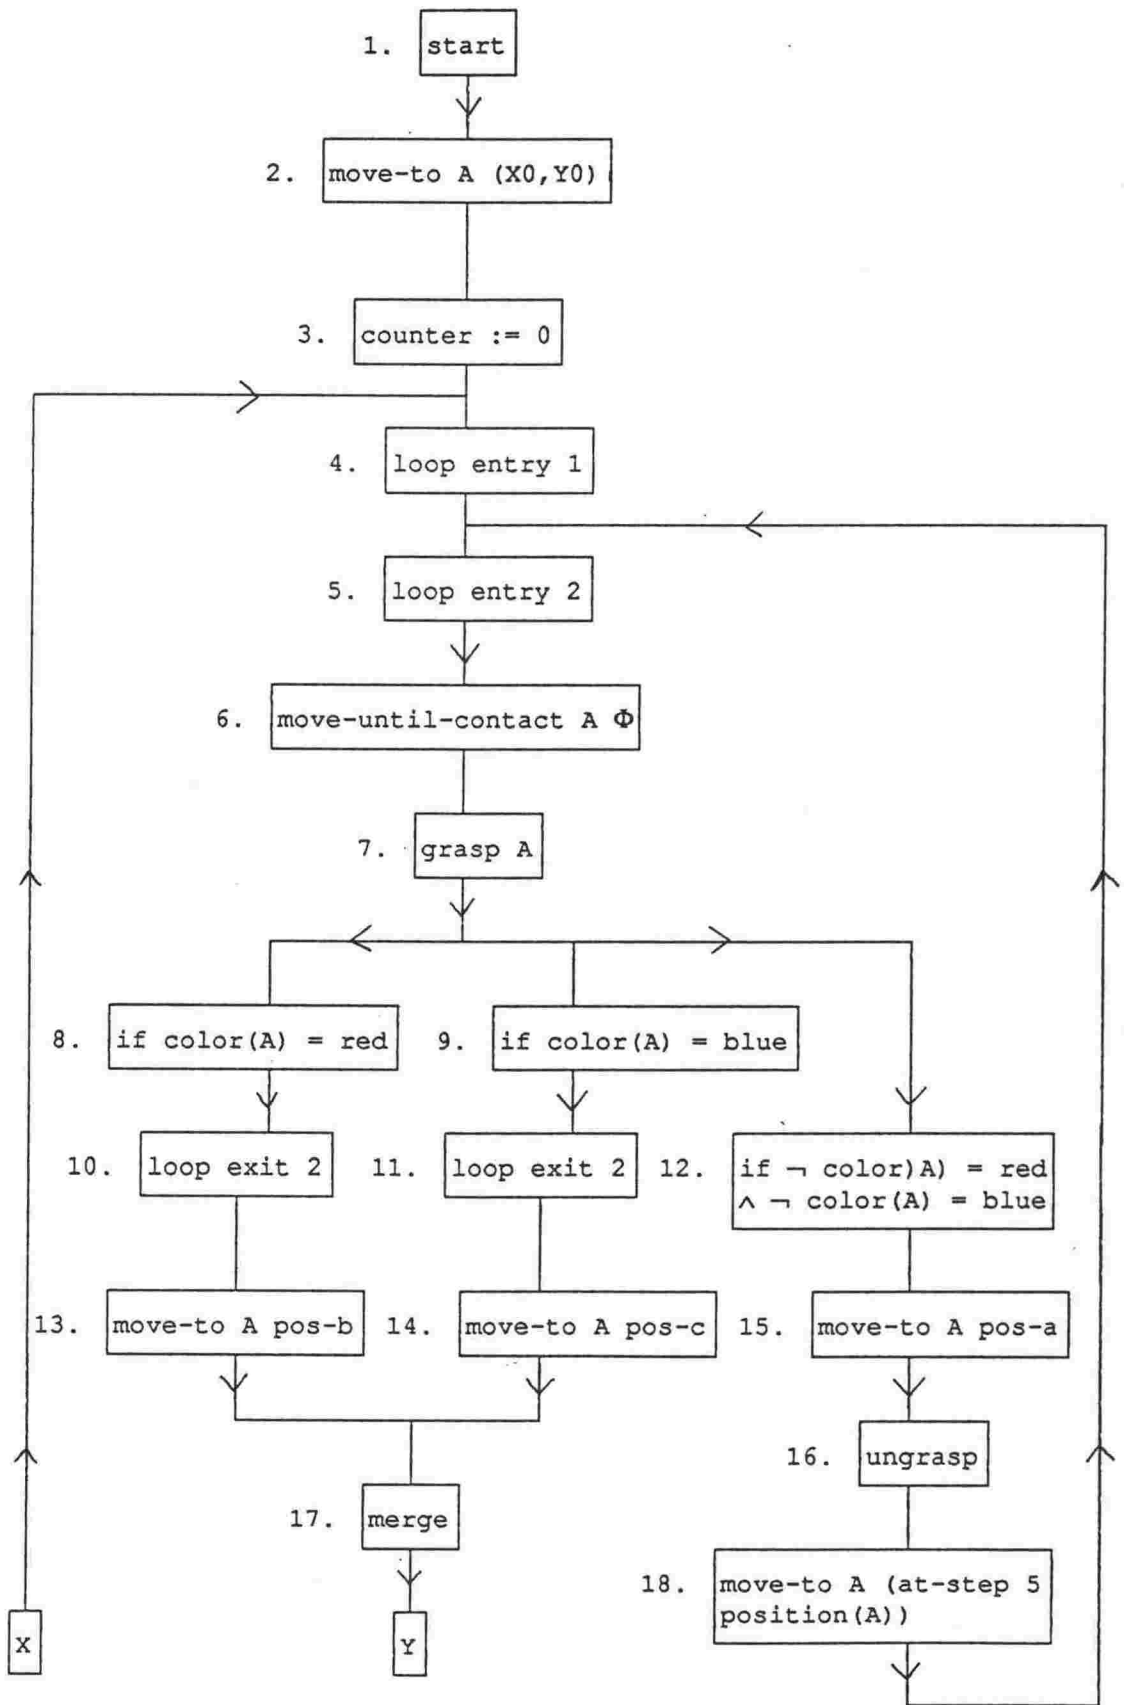 1. start
2. move-to A (X0,Y0)
3. counter := 0
4. loop entry 1
5. loop entry 2
6. move-until-contact A Φ
7. grasp A
8. if color(A) = red
9. if color(A) = blue
10. loop exit 2
11. loop exit 2
12. if ¬ color)A) = red
∧ ¬ color(A) = blue
13. move-to A pos-b
14. move-to A pos-c
15. move-to A pos-a
16. ungrasp
17. merge
18. move-to A (at-step 5
position(A))
X
Y